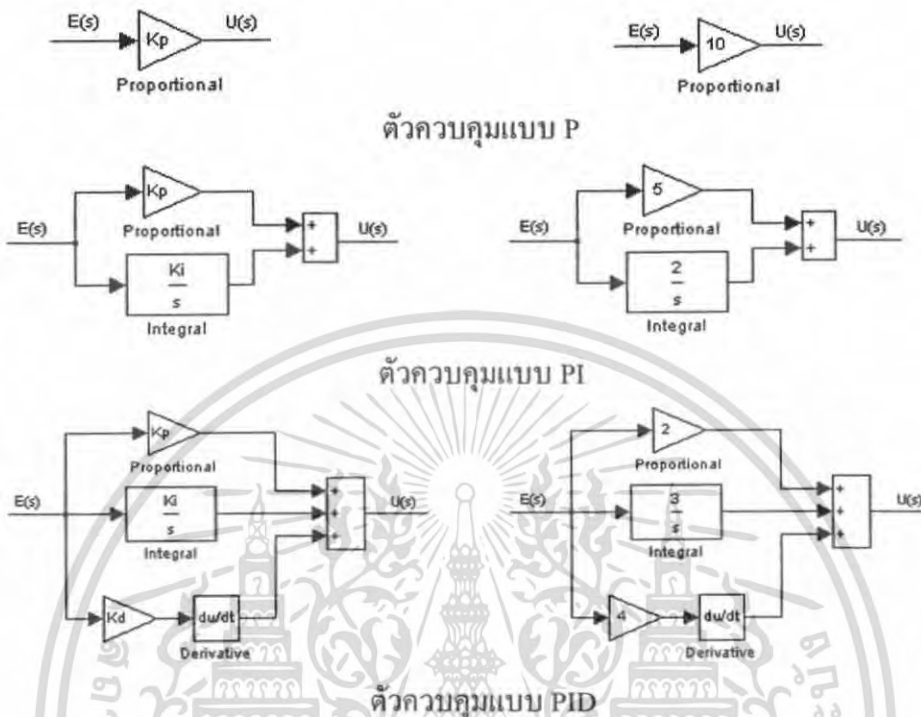 E(s) Kp U(s) E(s) 10 U(s)
Proportional Proportional
ตัวควบคุมแบบ P
Kp 5
E(s) Proportional + + U(s) E(s) Proportional + + U(s)
Ki/s 2/s
Integral Integral
ตัวควบคุมแบบ PI
Kp 2
Proportional Proportional
E(s) Ki/s + + + U(s) E(s) 3/s + + + U(s)
Integral Integral
Kd du/dt 4 du/dt
Derivative Derivative
ตัวควบคุมแบบ PID